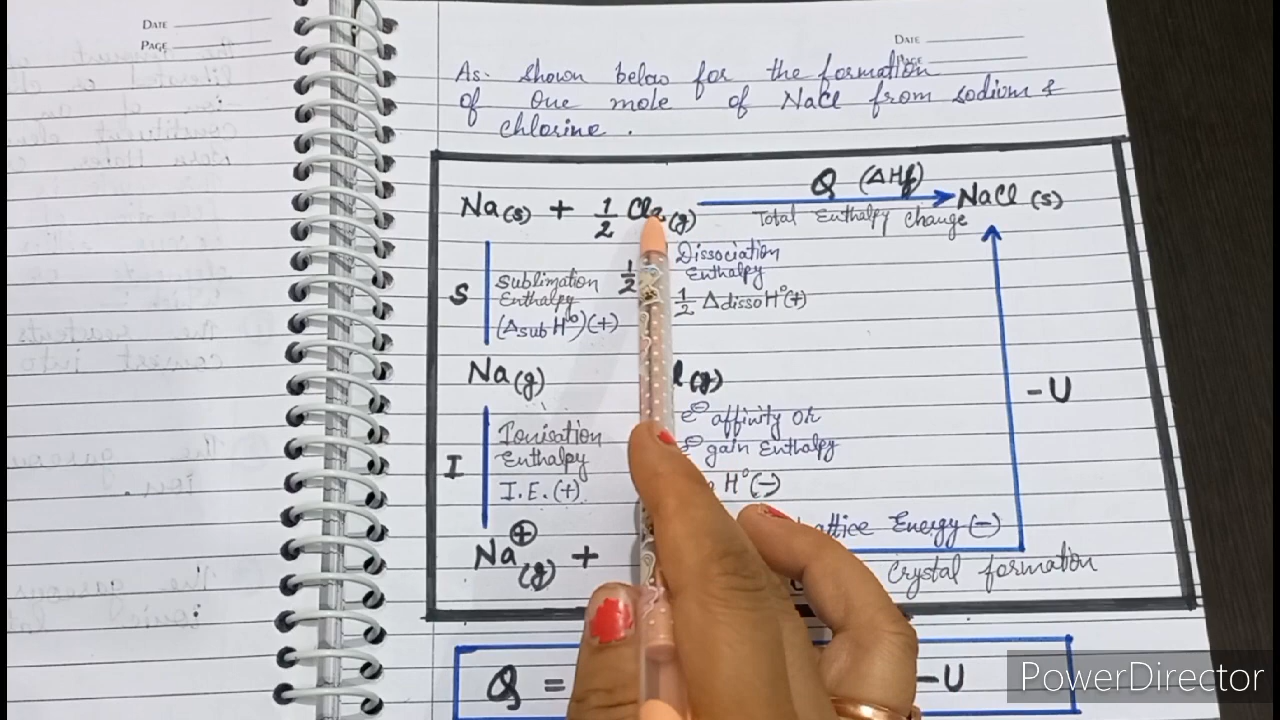 DATE
PAGE
DATE
As shown below for the formation
of one mole of NaCl from sodium &
chlorine.
Na(s) + 1/2 Cl2(g) Q (ΔHf) NaCl (s)
Total Enthalpy Change
S Sublimation Enthalpy (ΔsubH°)(+)
1/2 Dissociation Enthalpy
1/2 ΔdissoH°(+)
Na(g) (g)
I Ionisation Enthalpy I.E.(+)
e⊖ affinity or
e⊖ gain Enthalpy
H°(-)
-U
Lattice Energy (-)
Na⊕(g) +
Crystal formation
Q = -U
PowerDirector